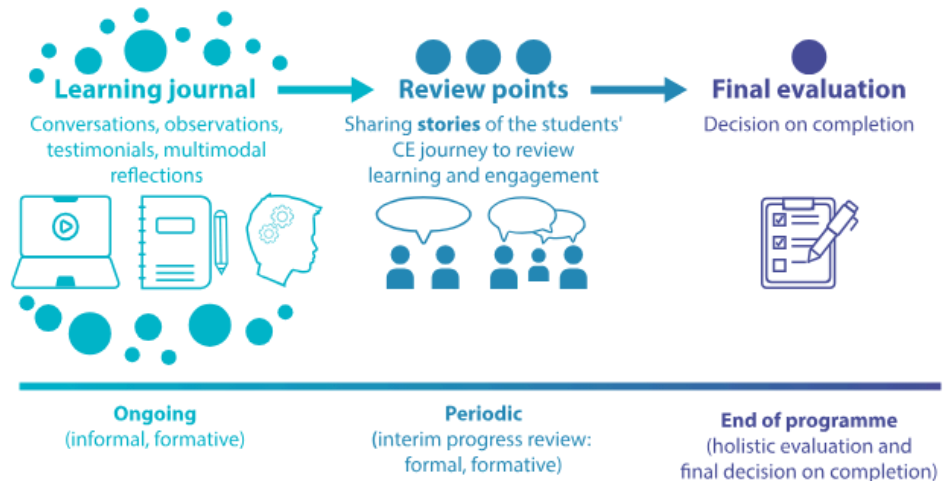 Learning journal
Conversations, observations,
testimonials, multimodal
reflections
Review points
Sharing stories of the students'
CE journey to review
learning and engagement
Final evaluation
Decision on completion
Ongoing
(informal, formative)
Periodic
(interim progress review:
formal, formative)
End of programme
(holistic evaluation and
final decision on completion)